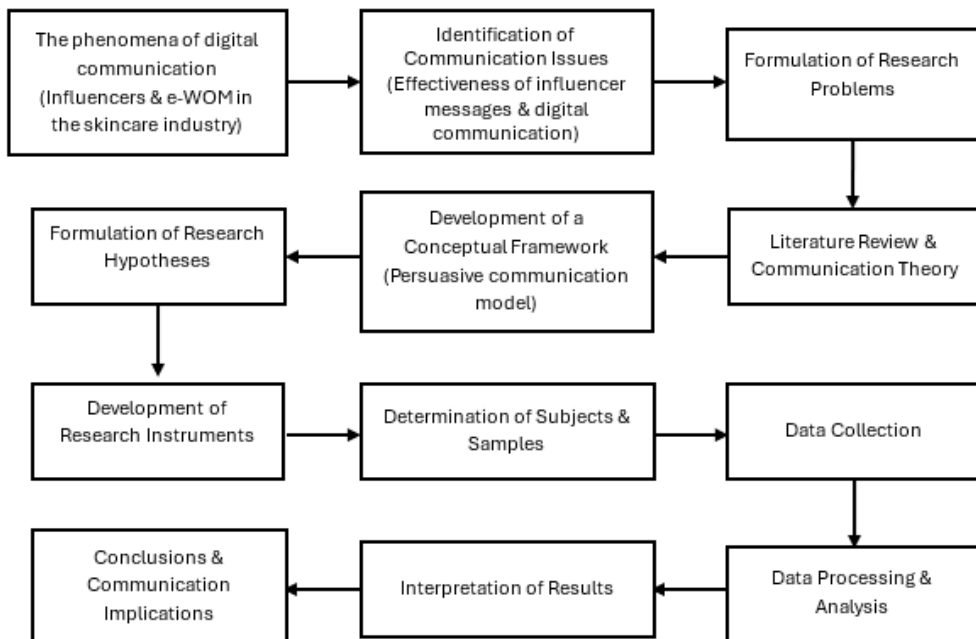 The phenomena of digital
communication
(Influencers & e-WOM in
the skincare industry)
Identification of
Communication Issues
(Effectiveness of influencer
messages & digital
communication)
Formulation of Research
Problems
Literature Review &
Communication Theory
Development of a
Conceptual Framework
(Persuasive communication
model)
Formulation of Research
Hypotheses
Development of
Research Instruments
Determination of Subjects &
Samples
Data Collection
Data Processing &
Analysis
Interpretation of Results
Conclusions &
Communication
Implications